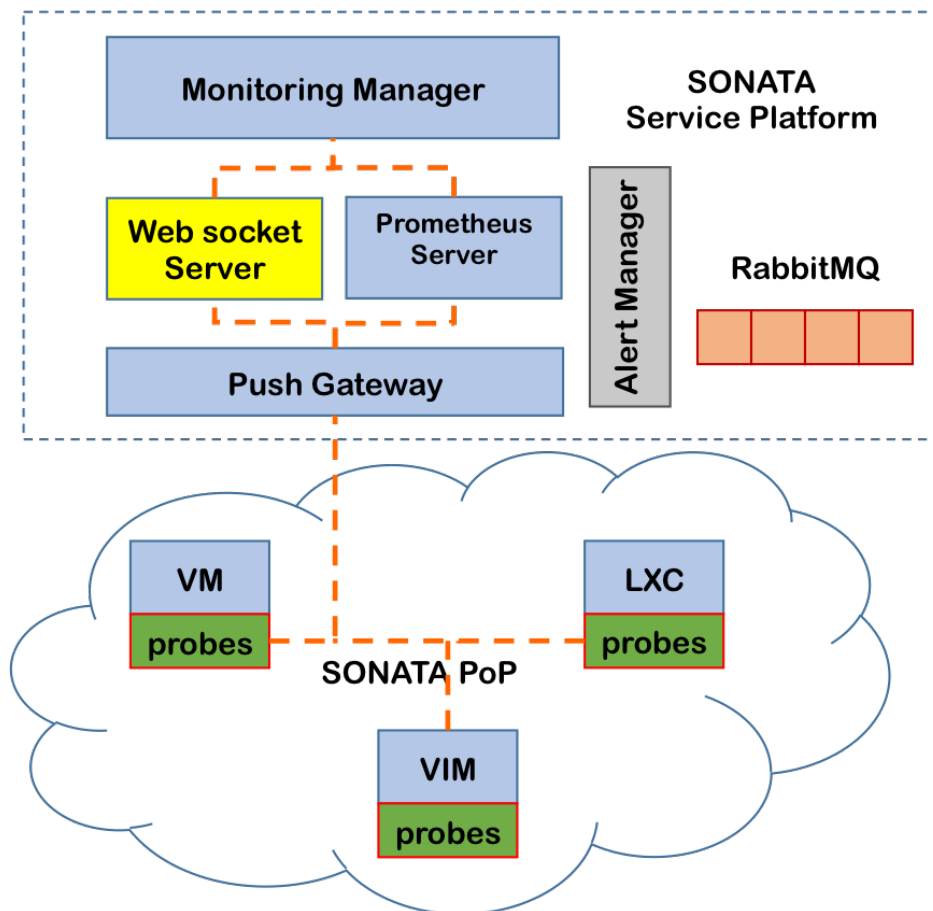 Monitoring Manager
SONATA
Service Platform
Web socket
Server
Prometheus
Server
Alert Manager
RabbitMQ
Push Gateway
VM
probes
LXC
probes
SONATA PoP
VIM
probes